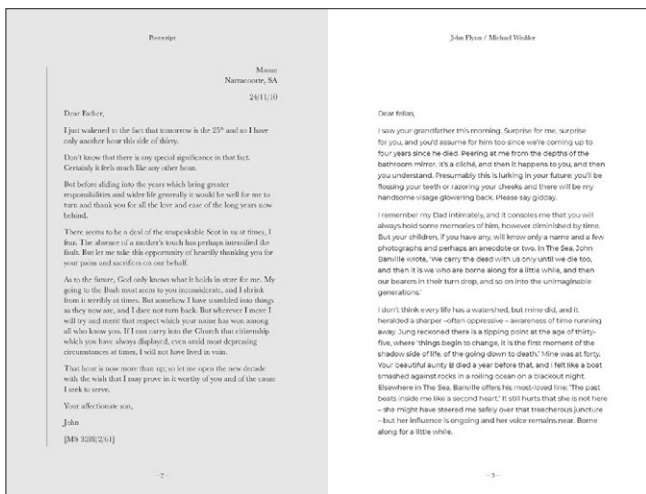 Postscript
Manse
Narracoorte, SA
24/11/10
Dear Father,
I just wakened to the fact that tomorrow is the 25th and so I have
only another hour this side of thirty.
Don't know that there is any special significance in that fact.
Certainly it feels much like any other hour.
But before sliding into the years which bring greater
responsibilities and wider life generally it would be well for me to
turn and thank you for all the love and ease of the long years now
behind.
There seems to be a deal of the unspeakable Scot in us at times, I
fear. The absence of a mother's touch has perhaps intensified the
fault. But let me take this opportunity of heartily thanking you for
your pains and sacrifices on our behalf.
As to the future, God only knows what it holds in store for me. My
going to the Bush must seem to you inconsiderate, and I shrink
from it terribly at times. But somehow I have stumbled into things
as they now are, and I dare not turn back. But wherever I move I
will try and merit that respect which your name has won among
all who know you. If I can carry into the Church that citizenship
which you have always displayed, even amid most depressing
circumstances at times, I will not have lived in vain.
That hour is now more than up; so let me open the new decade
with the wish that I may prove in it worthy of you and of the cause
I seek to serve.
Your affectionate son,
John
[MS 3288/2/61]
– 2 –
John Flynn / Michael Winkler
Dear fellas,
I saw your grandfather this morning. Surprise for me, surprise
for you, and you'd assume for him too since we're coming up to
four years since he died. Peering at me from the depths of the
bathroom mirror. It's a cliché, and then it happens to you, and then
you understand. Presumably this is lurking in your future: you'll be
flossing your teeth or razoring your cheeks and there will be my
handsome visage glowering back. Please say gidday.
I remember my Dad intimately, and it consoles me that you will
always hold some memories of him, however diminished by time.
But your children, if you have any, will know only a name and a few
photographs and perhaps an anecdote or two. In The Sea, John
Banville wrote, 'We carry the dead with us only until we die too,
and then it is we who are borne along for a little while, and then
our bearers in their turn drop, and so on into the unimaginable
generations.'
I don't think every life has a watershed, but mine did, and it
heralded a sharper –often oppressive – awareness of time running
away. Jung reckoned there is a tipping point at the age of thirty-
five, where 'things begin to change, it is the first moment of the
shadow side of life, of the going down to death.' Mine was at forty.
Your beautiful aunty B died a year before that, and I felt like a boat
smashed against rocks in a roiling ocean on a blackout night.
Elsewhere in The Sea, Banville offers his most-loved line: 'The past
beats inside me like a second heart.' It still hurts that she is not here
– she might have steered me safely over that treacherous juncture
– but her influence is ongoing and her voice remains near. Borne
along for a little while.
– 3 –